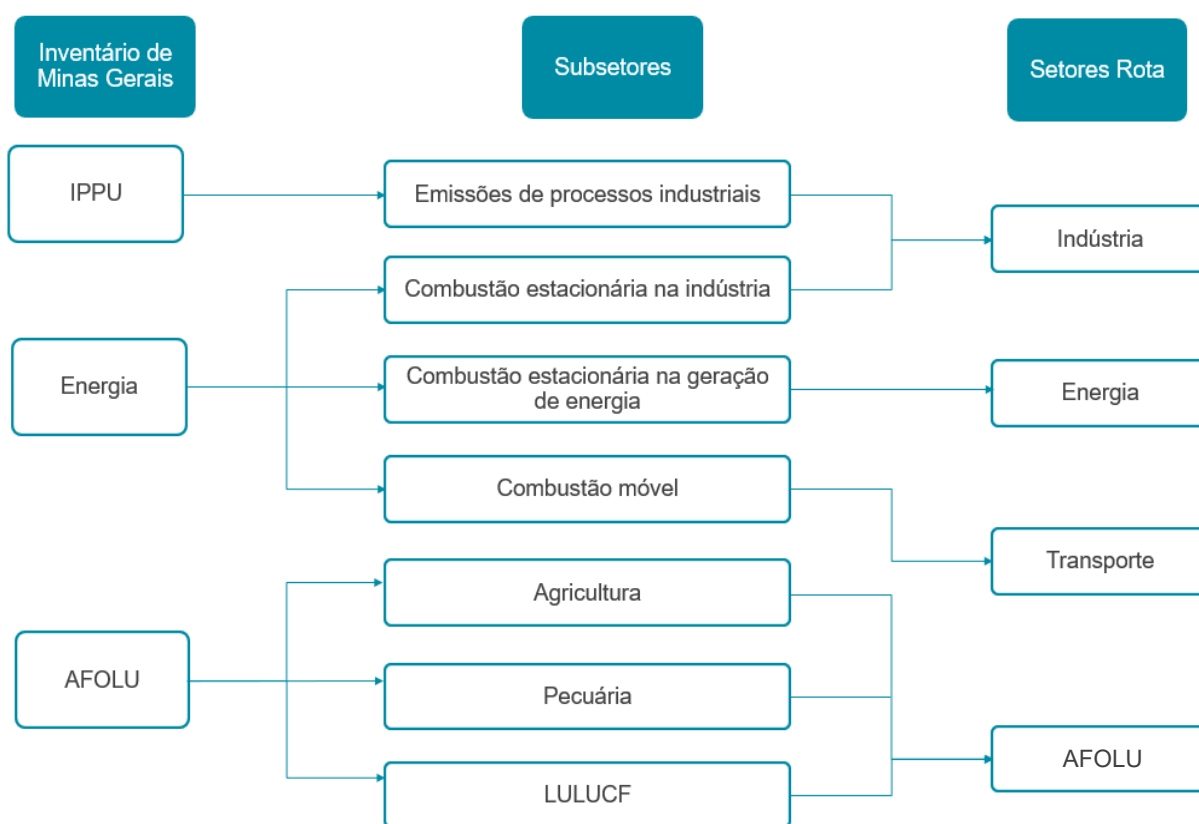 Inventário de
Minas Gerais
Subsetores
Setores Rota
IPPU
Emissões de processos industriais
Indústria
Combustão estacionária na indústria
Energia
Combustão estacionária na geração
de energia
Energia
Combustão móvel
Transporte
Agricultura
AFOLU
Pecuária
AFOLU
LULUCF